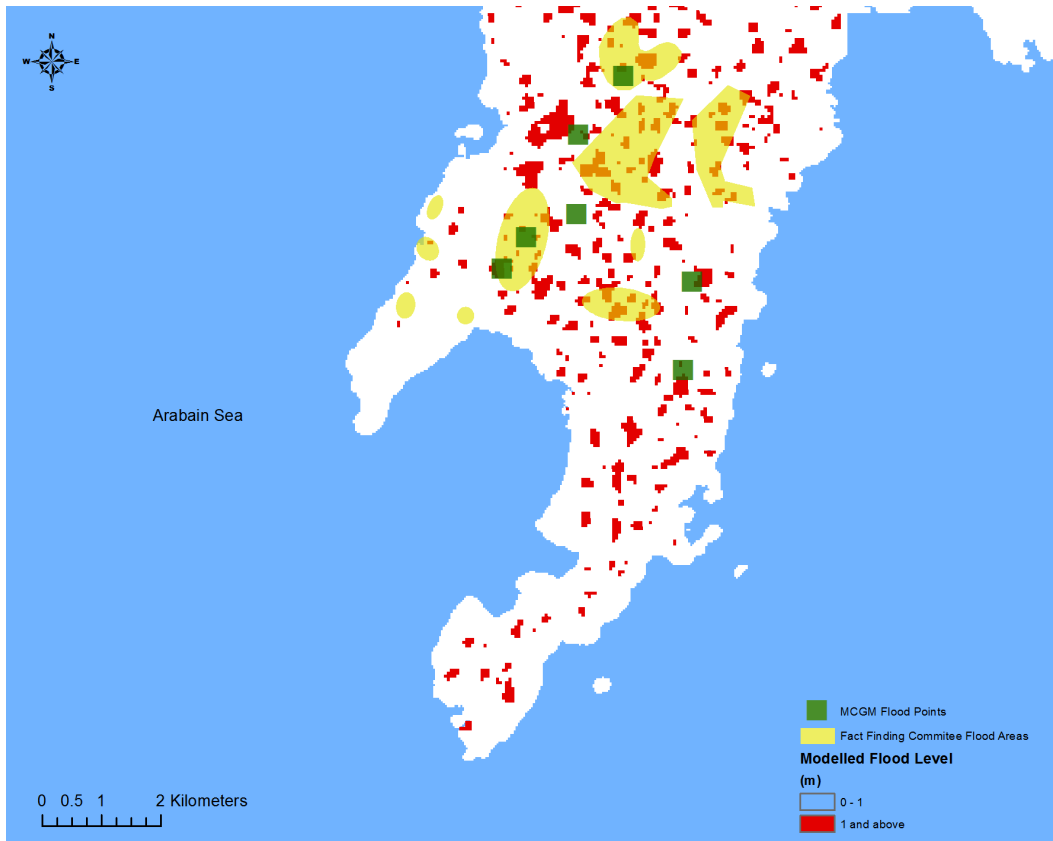 N
W E
S
Arabain Sea
MCGM Flood Points
Fact Finding Commitee Flood Areas
Modelled Flood Level
(m)
0 - 1
1 and above
0 0.5 1 2 Kilometers